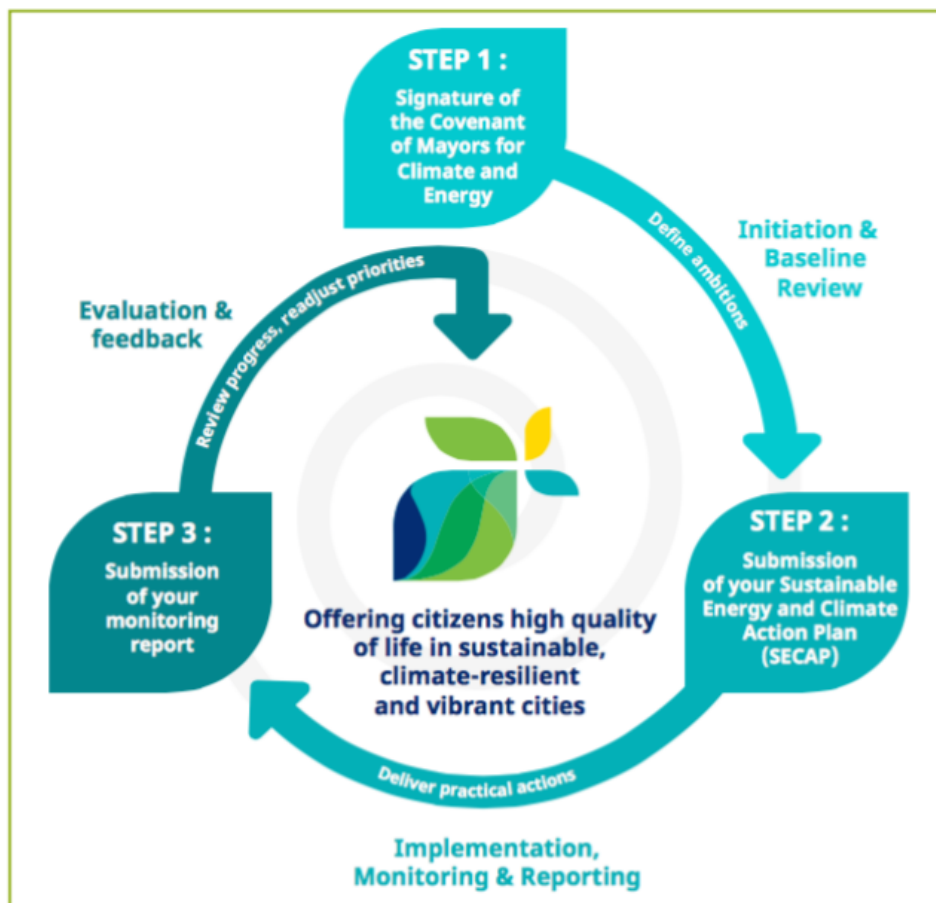 STEP 1 :
Signature of
the Covenant
of Mayors for
Climate and
Energy
Define ambitions
Initiation &
Baseline
Review
STEP 2 :
Submission
of your Sustainable
Energy and Climate
Action Plan
(SECAP)
Deliver practical actions
Implementation,
Monitoring & Reporting
STEP 3 :
Submission
of your
monitoring
report
Review progress, readjust priorities
Evaluation &
feedback
Offering citizens high quality
of life in sustainable,
climate-resilient
and vibrant cities